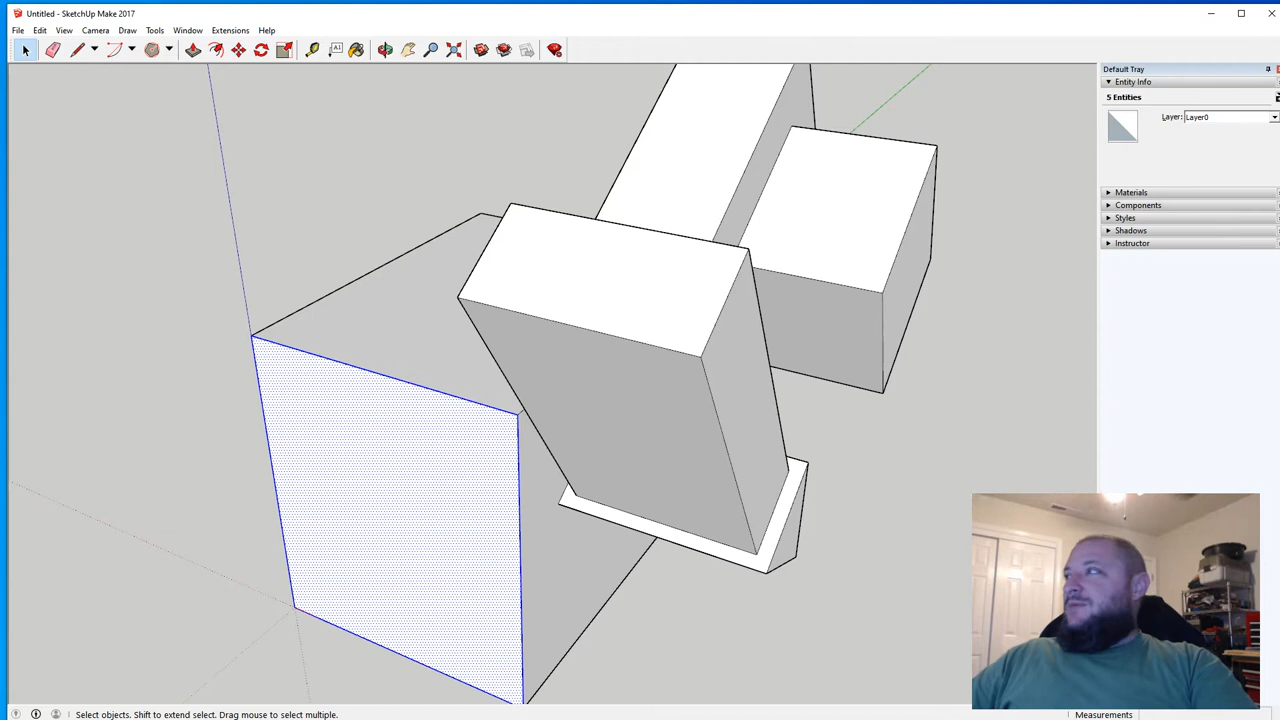 Untitled - SketchUp Make 2017
File Edit View Camera Draw Tools Window Extensions Help
A1
Default Tray
Entity Info
5 Entities
Layer: Layer0
Materials
Components
Styles
Shadows
Instructor
Select objects. Shift to extend select. Drag mouse to select multiple.
Measurements